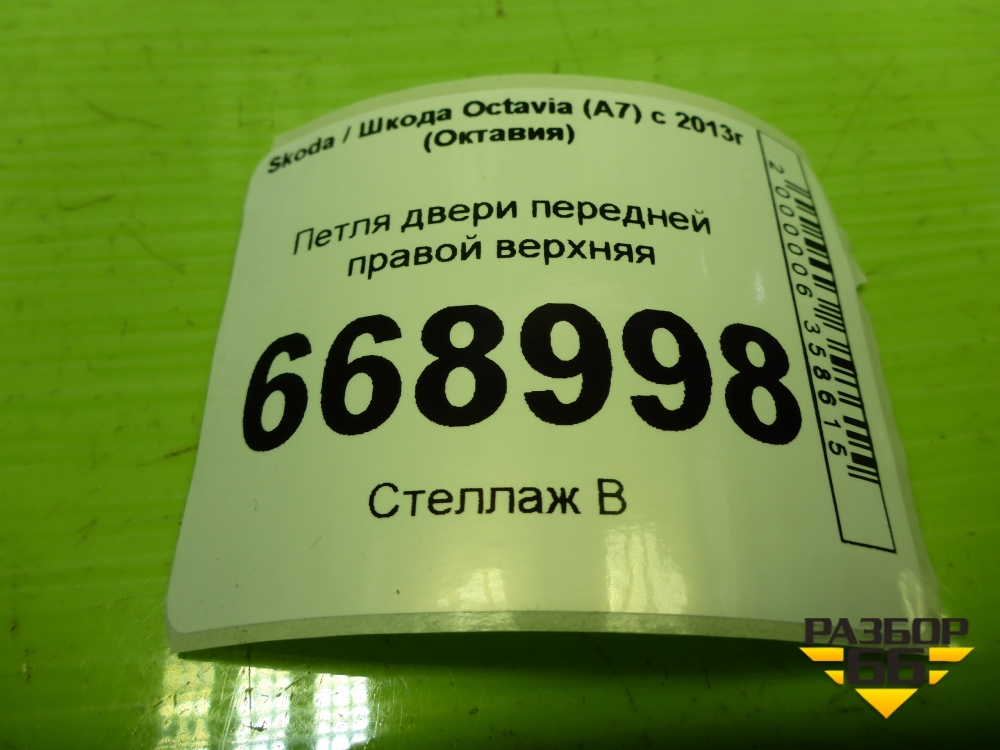 Skoda / Шкода Octavia (A7) с 2013г
(Октавия)
Петля двери передней
правой верхняя
668998
Стеллаж В
2000006358615
РАЗБОР
66